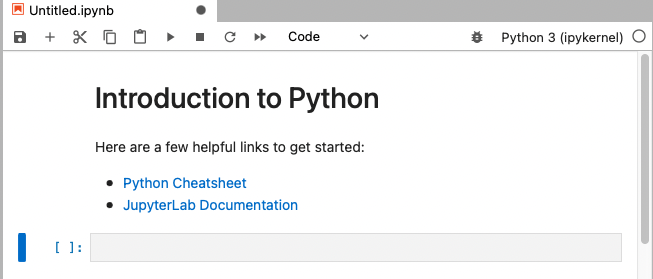 Untitled.ipynb
Code
Python 3 (ipykernel)
Introduction to Python
Here are a few helpful links to get started:
Python Cheatsheet
JupyterLab Documentation
[ ]: